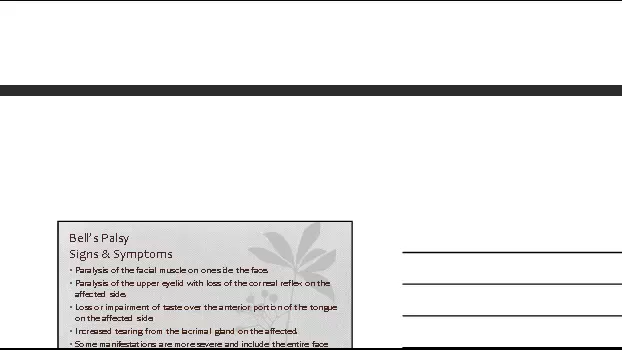 Bell's Palsy
Signs & Symptoms
• Paralysis of the facial muscle on one side the face.
• Paralysis of the upper eyelid with loss of the corneal reflex on the
affected side.
• Loss or impairment of taste over the anterior portion of the tongue
on the affected side.
• Increased tearing from the lacrimal gland on the affected.
• Some manifestations are more severe and include the entire face